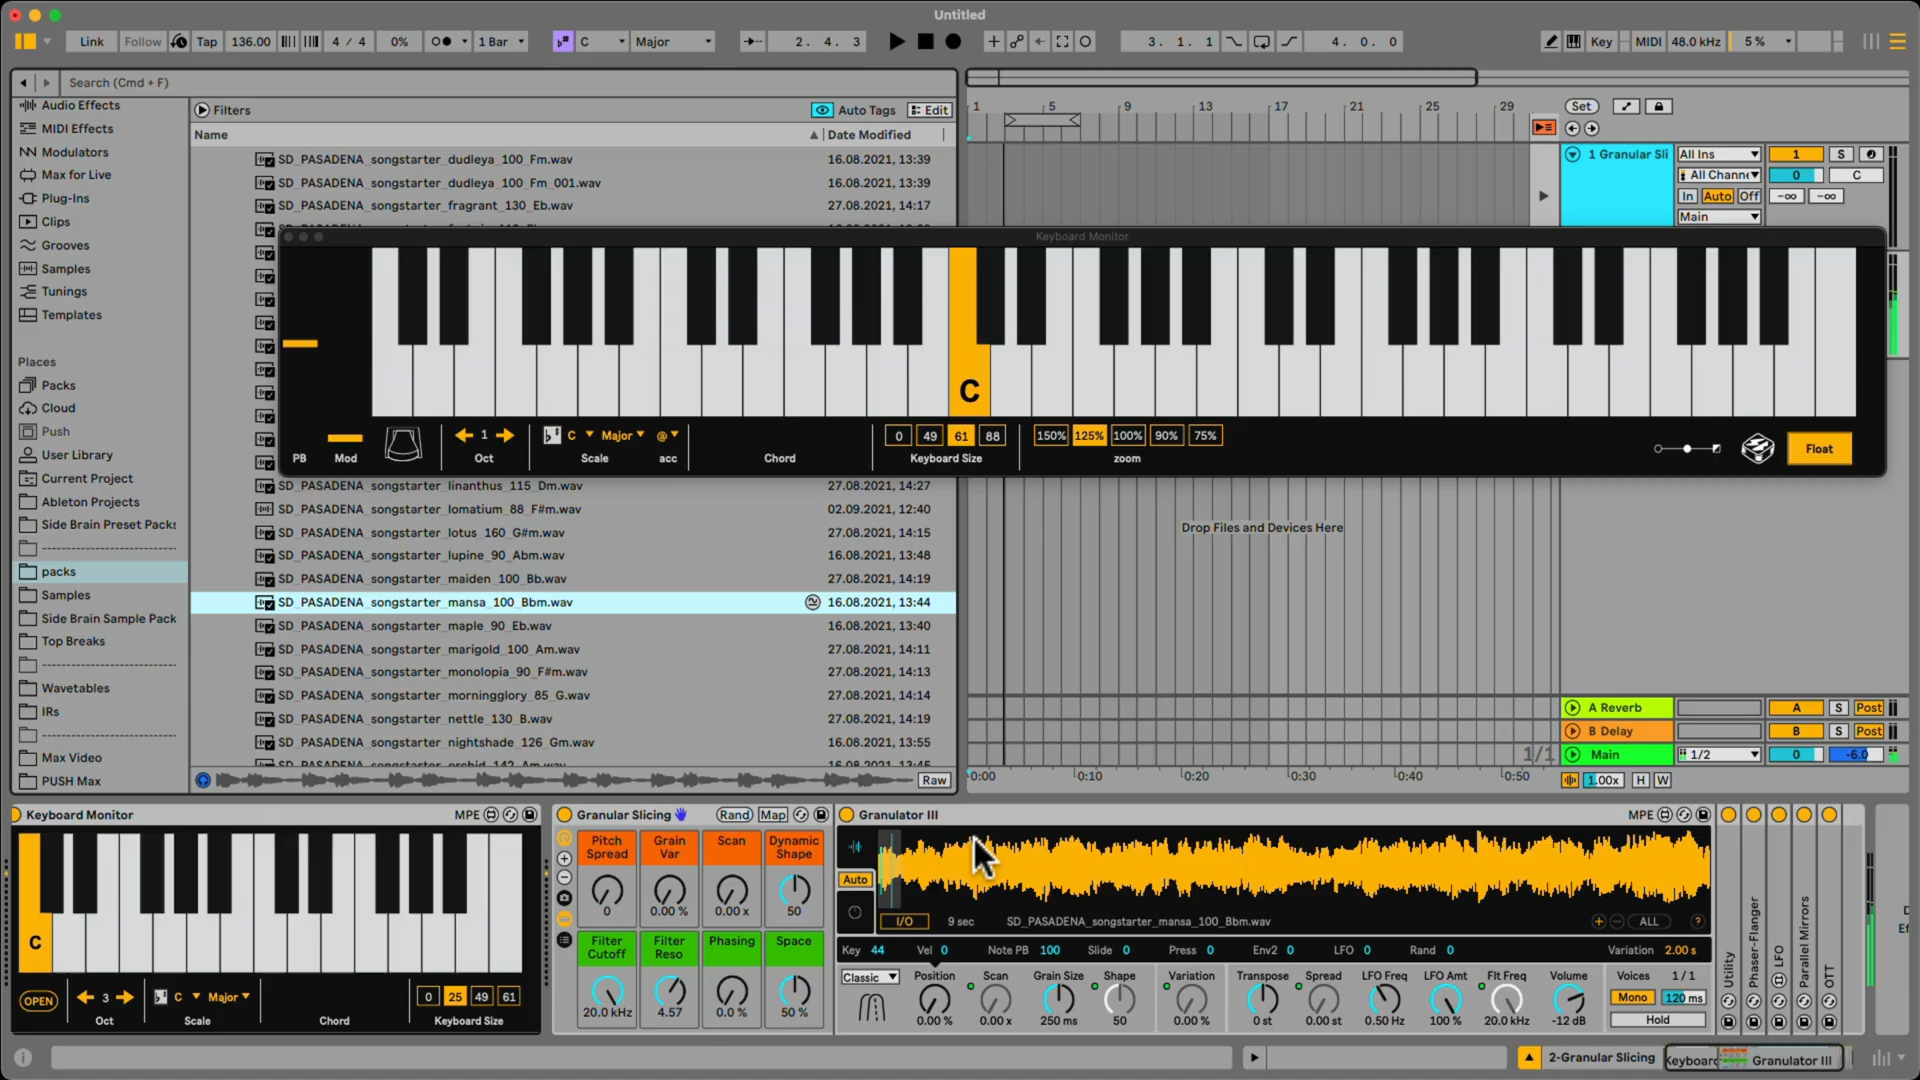 Untitled
Link Follow Tap 136.00 4 / 4 0% 1 Bar C Major 2. 4. 3 3. 1. 1 4. 0. 0 Key MIDI 48.0 kHz 5 %
Search (Cmd + F)
Audio Effects
MIDI Effects
Modulators
Max for Live
Plug-Ins
Clips
Grooves
Samples
Tunings
Templates
Places
Packs
Cloud
Push
User Library
Current Project
Ableton Projects
Side Brain Preset Packs
-----------------------------
packs
Samples
Side Brain Sample Pack
Top Breaks
-----------------------------
Wavetables
IRs
-----------------------------
Max Video
PUSH Max
Filters Auto Tags Edit
Name Date Modified
SD_PASADENA_songstarter_dudleya_100_Fm.wav 16.08.2021, 13:39
SD_PASADENA_songstarter_dudleya_100_Fm_001.wav 16.08.2021, 13:39
SD_PASADENA_songstarter_fragrant_130_Eb.wav 27.08.2021, 14:17
SD_PASADENA_songstarter_linanthus_115_Dm.wav 27.08.2021, 14:27
SD_PASADENA_songstarter_lomatium_88_F#m.wav 02.09.2021, 12:40
SD_PASADENA_songstarter_lotus_160_G#m.wav 27.08.2021, 14:15
SD_PASADENA_songstarter_lupine_90_Abm.wav 16.08.2021, 13:48
SD_PASADENA_songstarter_maiden_100_Bb.wav 27.08.2021, 14:19
SD_PASADENA_songstarter_mansa_100_Bbm.wav 16.08.2021, 13:44
SD_PASADENA_songstarter_maple_90_Eb.wav 16.08.2021, 13:40
SD_PASADENA_songstarter_marigold_100_Am.wav 27.08.2021, 14:11
SD_PASADENA_songstarter_monolopia_90_F#m.wav 27.08.2021, 14:13
SD_PASADENA_songstarter_morningglory_85_G.wav 27.08.2021, 14:14
SD_PASADENA_songstarter_nettle_130_B.wav 27.08.2021, 14:19
SD_PASADENA_songstarter_nightshade_126_Gm.wav 16.08.2021, 13:55
SD_PASADENA_songstarter_orchid_142_Am.wav 16.08.2021, 13:45
Raw
1 5 9 13 17 21 25 29 Set
1 Granular Sli All Ins 1 S
All Channe 0 C
In Auto Off -∞ -∞
Main
Keyboard Monitor
C
1 C Major @ 0 49 61 88 150% 125% 100% 90% 75% Float
PB Mod Oct Scale acc Chord Keyboard Size zoom
Drop Files and Devices Here
A Reverb A S Post
B Delay B S Post
1/1 Main 1/2 0 -6.0
0:00 0:10 0:20 0:30 0:40 0:50 1.00x H W
Keyboard Monitor MPE
C
OPEN 3 C Major 0 25 49 61
Oct Scale Chord Keyboard Size
Granular Slicing Rand Map
Pitch Spread Grain Var Scan Dynamic Shape
0 0.00 % 0.00 x 50
Filter Cutoff Filter Reso Phasing Space
20.0 kHz 4.57 0.0 % 50 %
Granulator III MPE
Auto
I/O 9 sec SD_PASADENA_songstarter_mansa_100_Bbm.wav ALL ?
Key 44 Vel 0 Note PB 100 Slide 0 Press 0 Env2 0 LFO 0 Rand 0 Variation 2.00 s
Classic Position Scan Grain Size Shape Variation Transpose Spread LFO Freq LFO Amt Flt Freq Volume Voices 1 / 1
Mono 120 ms
0.00 % 0.00 x 250 ms 50 0.00 % 0 st 0.00 st 0.50 Hz 100 % 20.0 kHz -12 dB Hold
Utility
Phaser-Flanger
LFO
Parallel Mirrors
OTT
2-Granular Slicing Keyboard Granulator III